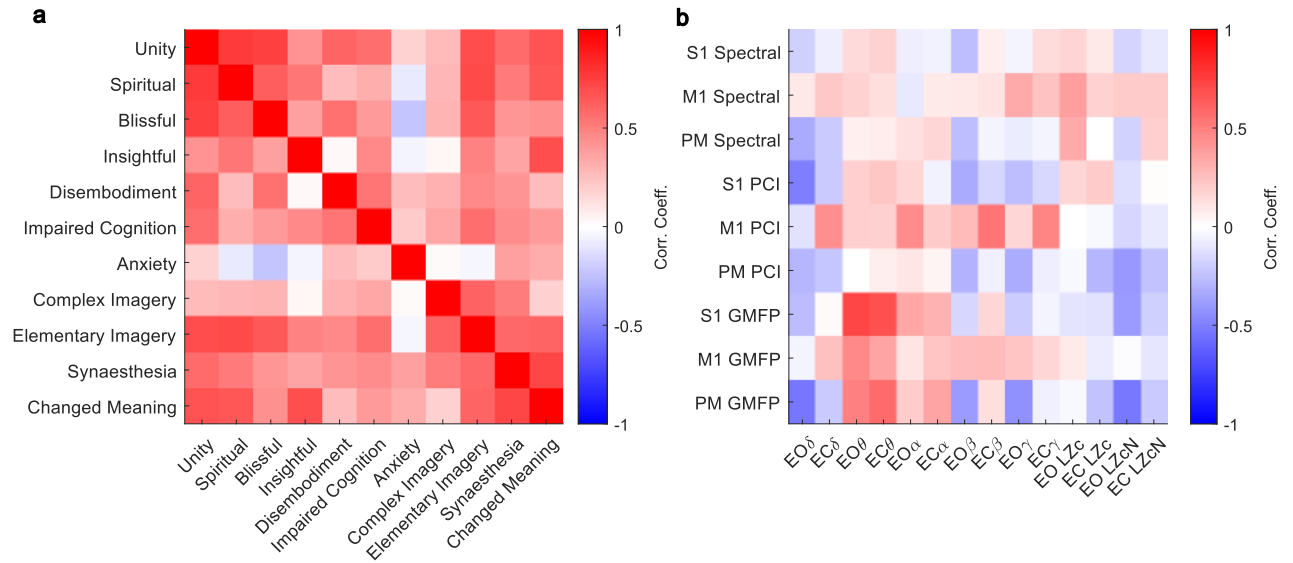 a
Unity
Spiritual
Blissful
Insightful
Disembodiment
Impaired Cognition
Anxiety
Complex Imagery
Elementary Imagery
Synaesthesia
Changed Meaning
Unity
Spiritual
Blissful
Insightful
Disembodiment
Impaired Cognition
Anxiety
Complex Imagery
Elementary Imagery
Synaesthesia
Changed Meaning
1
0.5
0
-0.5
-1
Corr. Coeff.
b
S1 Spectral
M1 Spectral
PM Spectral
S1 PCI
M1 PCI
PM PCI
S1 GMFP
M1 GMFP
PM GMFP
EOδ
ECδ
EOθ
ECθ
EOα
ECα
EOβ
ECβ
EOγ
ECγ
EO LZc
EC LZc
EO LZcN
EC LZcN
1
0.5
0
-0.5
-1
Corr. Coeff.